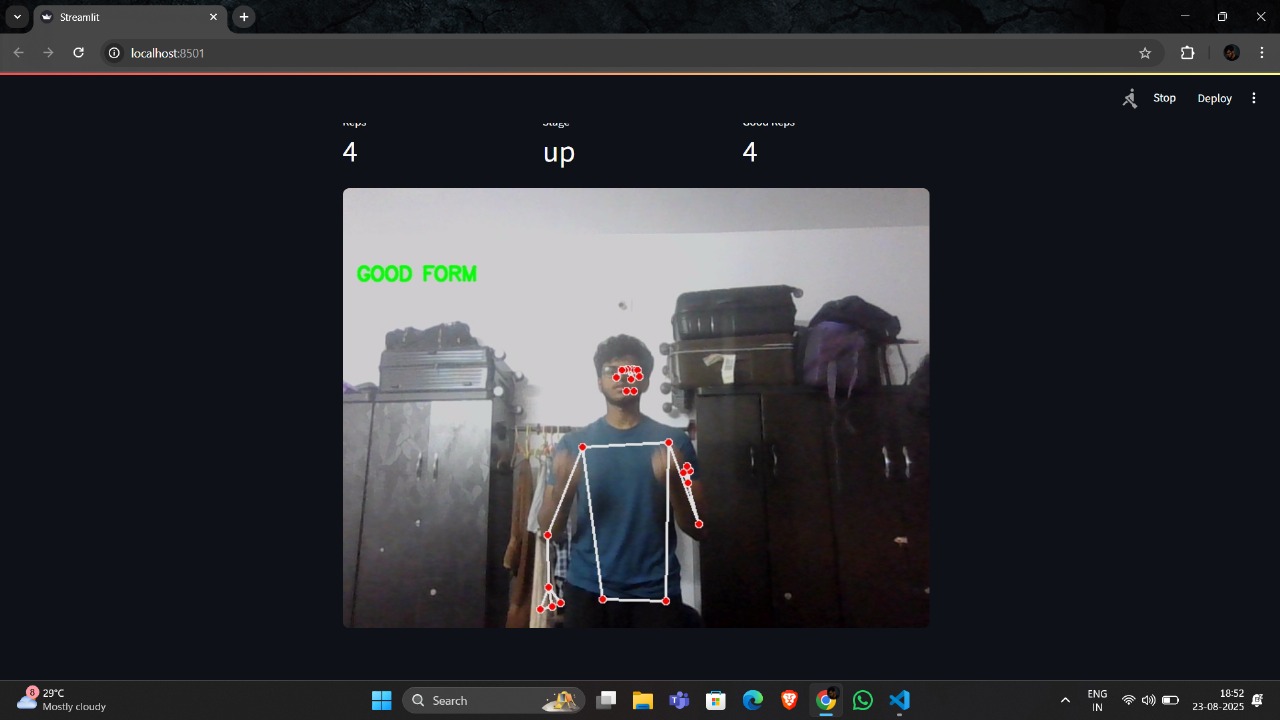 Streamlit
localhost:8501
Stop
Deploy
Reps
Stage
Good Reps
4
up
4
GOOD FORM
8
29°C
Mostly cloudy
Search
ENG
IN
18:52
23-08-2025